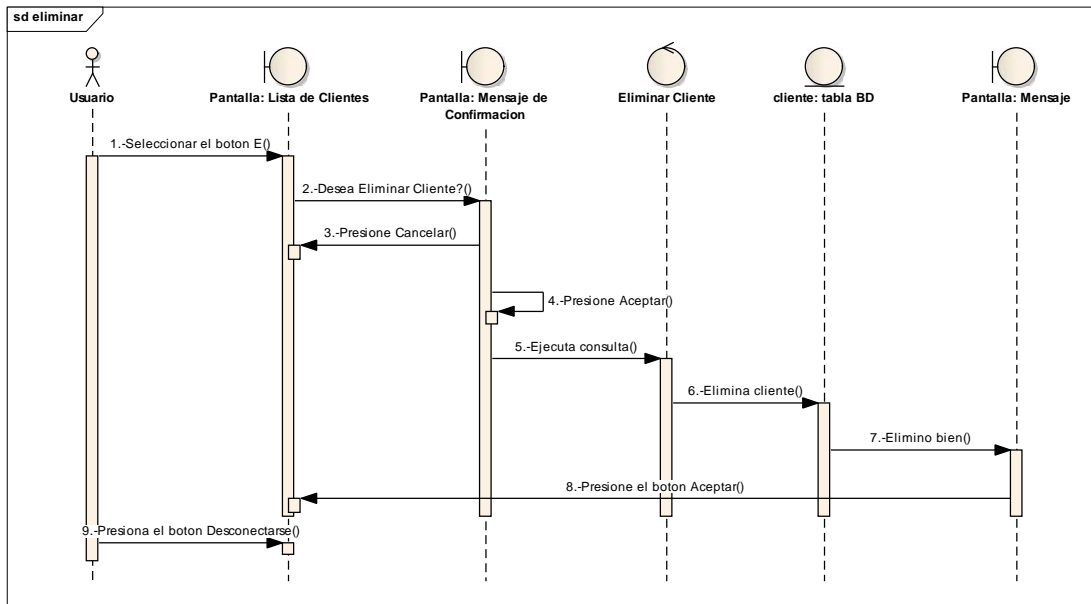 sd eliminar
Usuario
Pantalla: Lista de Clientes
Pantalla: Mensaje de
Confirmacion
Eliminar Cliente
cliente: tabla BD
Pantalla: Mensaje
1.-Seleccionar el boton E()
2.-Desea Eliminar Cliente?()
3.-Presione Cancelar()
4.-Presione Aceptar()
5.-Ejecuta consulta()
6.-Elimina cliente()
7.-Elimino bien()
8.-Presione el boton Aceptar()
9.-Presiona el boton Desconectarse()